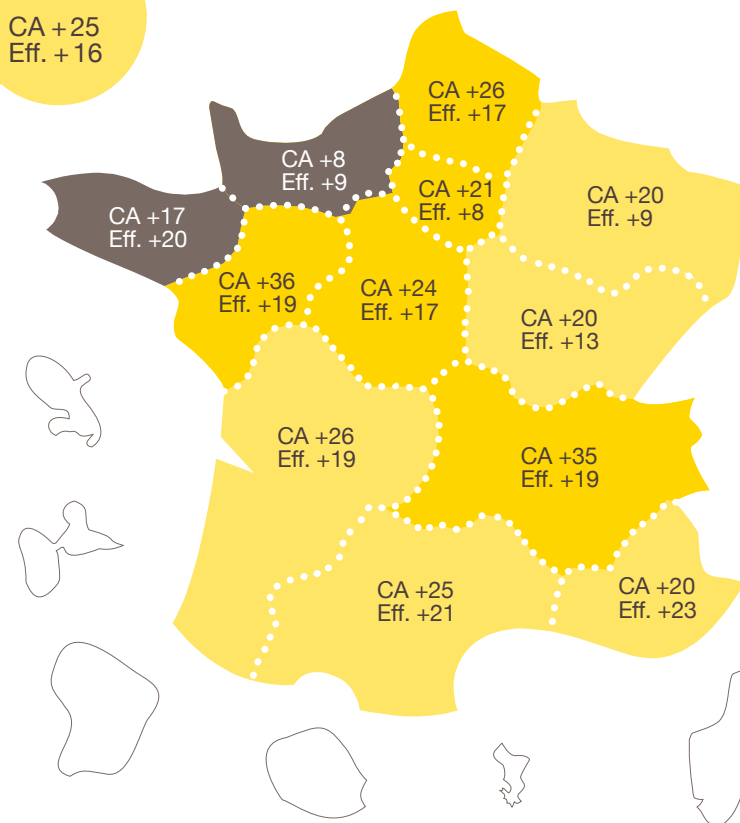 CA +25
Eff. +16
CA +26
Eff. +17
CA +8
Eff. +9
CA +21
Eff. +8
CA +20
Eff. +9
CA +17
Eff. +20
CA +36
Eff. +19
CA +24
Eff. +17
CA +20
Eff. +13
CA +26
Eff. +19
CA +35
Eff. +19
CA +25
Eff. +21
CA +20
Eff. +23